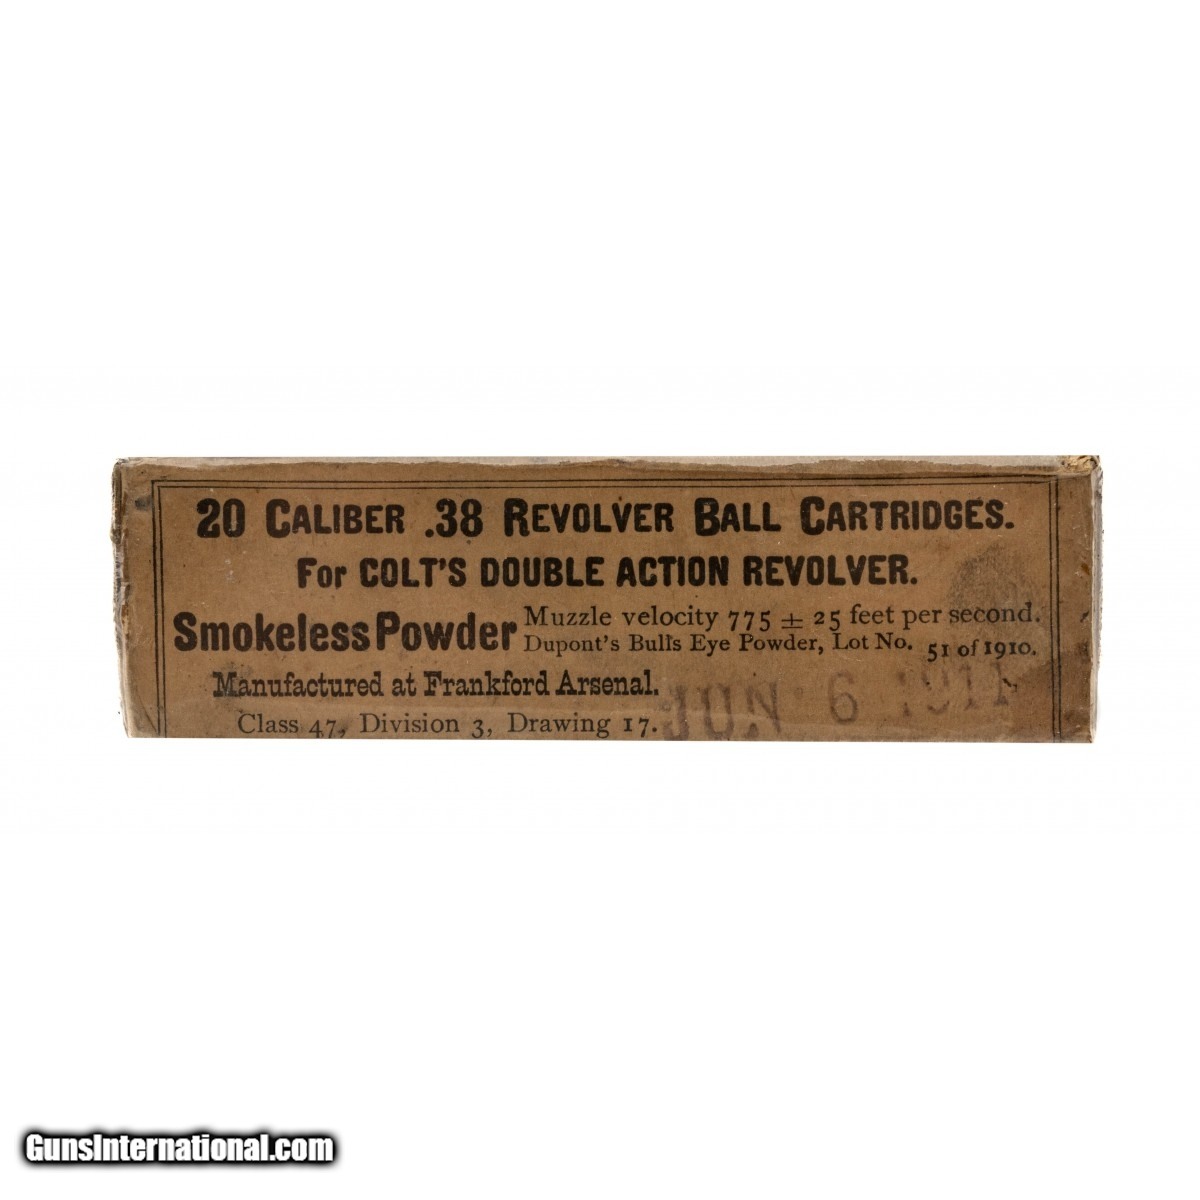 20 CALIBER .38 REVOLVER BALL CARTRIDGES.
For COLT'S DOUBLE ACTION REVOLVER.
Smokeless Powder Muzzle velocity 775 ± 25 feet per second.
Dupont's Bull's Eye Powder, Lot No. 51 of 1910.
Manufactured at Frankford Arsenal.
JUN 6 1911
Class 47, Division 3, Drawing 17.
GunsInternational.com